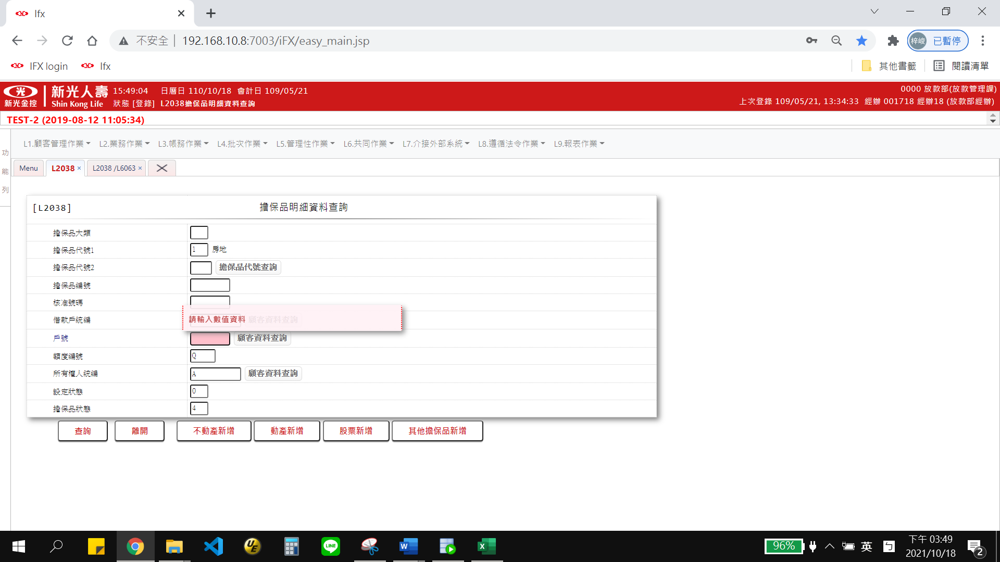 Ifx
不安全 | 192.168.10.8:7003/iFX/easy_main.jsp
梓峻 已暫停
IFX login Ifx 其他書籤 閱讀清單
新光金控 新光人壽 Shin Kong Life
15:49:04 日曆日 110/10/18 會計日 109/05/21
狀態 [登錄] L2038擔保品明細資料查詢
0000 放款部(放款管理課)
上次登錄 109/05/21, 13:34:33 經辦 001718 經辦18 (放款部經辦)
TEST-2 (2019-08-12 11:05:34)
功
能
列
L1.顧客管理作業 L2.業務作業 L3.帳務作業 L4.批次作業 L5.管理性作業 L6.共同作業 L7.介接外部系統 L8.遵循法令作業 L9.報表作業
Menu L2038 × L2038 /L6063 ×
[L2038] 擔保品明細資料查詢
擔保品大類
擔保品代號1 1 房地
擔保品代號2 擔保品代號查詢
擔保品編號
核准號碼
借款戶統編 請輸入數值資料 顧客資料查詢
戶號 顧客資料查詢
額度編號 Q
所有權人統編 A 顧客資料查詢
設定狀態 0
擔保品狀態 4
查詢 離開 不動產新增 動產新增 股票新增 其他擔保品新增
UE LINE W X
96% 英 ㄅ
下午 03:49
2021/10/18
2